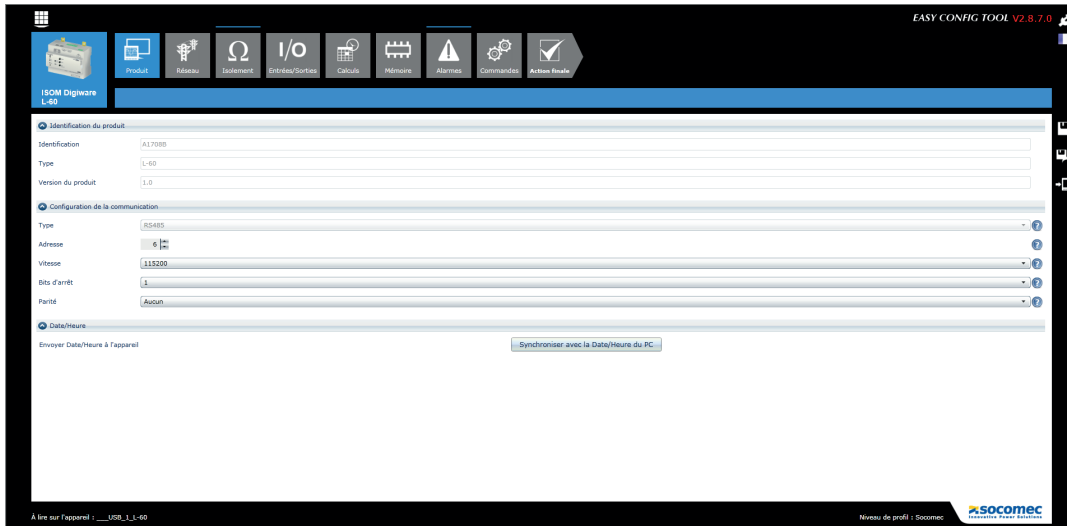 EASY CONFIG TOOL V2.8.7.0
Produit
Réseau
Ω
Isolement
I/O
Entrées/Sorties
Calculs
Mémoire
Alarmes
Commandes
Action finale
ISOM Digiware
L-60
Identification du produit
Identification A1708B
Type L-60
Version du produit 1.0
Configuration de la communication
Type RS485 ?
Adresse 6 ?
Vitesse 115200 ?
Bits d'arrêt 1 ?
Parité Aucun ?
Date/Heure
Envoyer Date/Heure à l'appareil Synchroniser avec la Date/Heure du PC
À lire sur l'appareil : ___USB_1_L-60
Niveau de profil : Socomec
socomec
Innovative Power Solutions